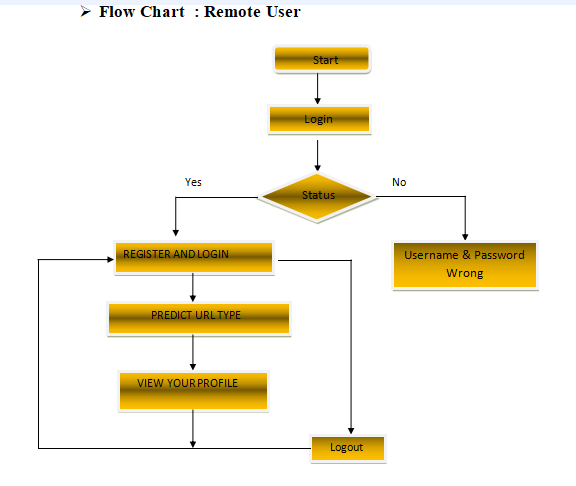 ➢ Flow Chart : Remote User
Start
Login
Status
Yes
No
REGISTER AND LOGIN
Username & Password
Wrong
PREDICT URL TYPE
VIEW YOUR PROFILE
Logout